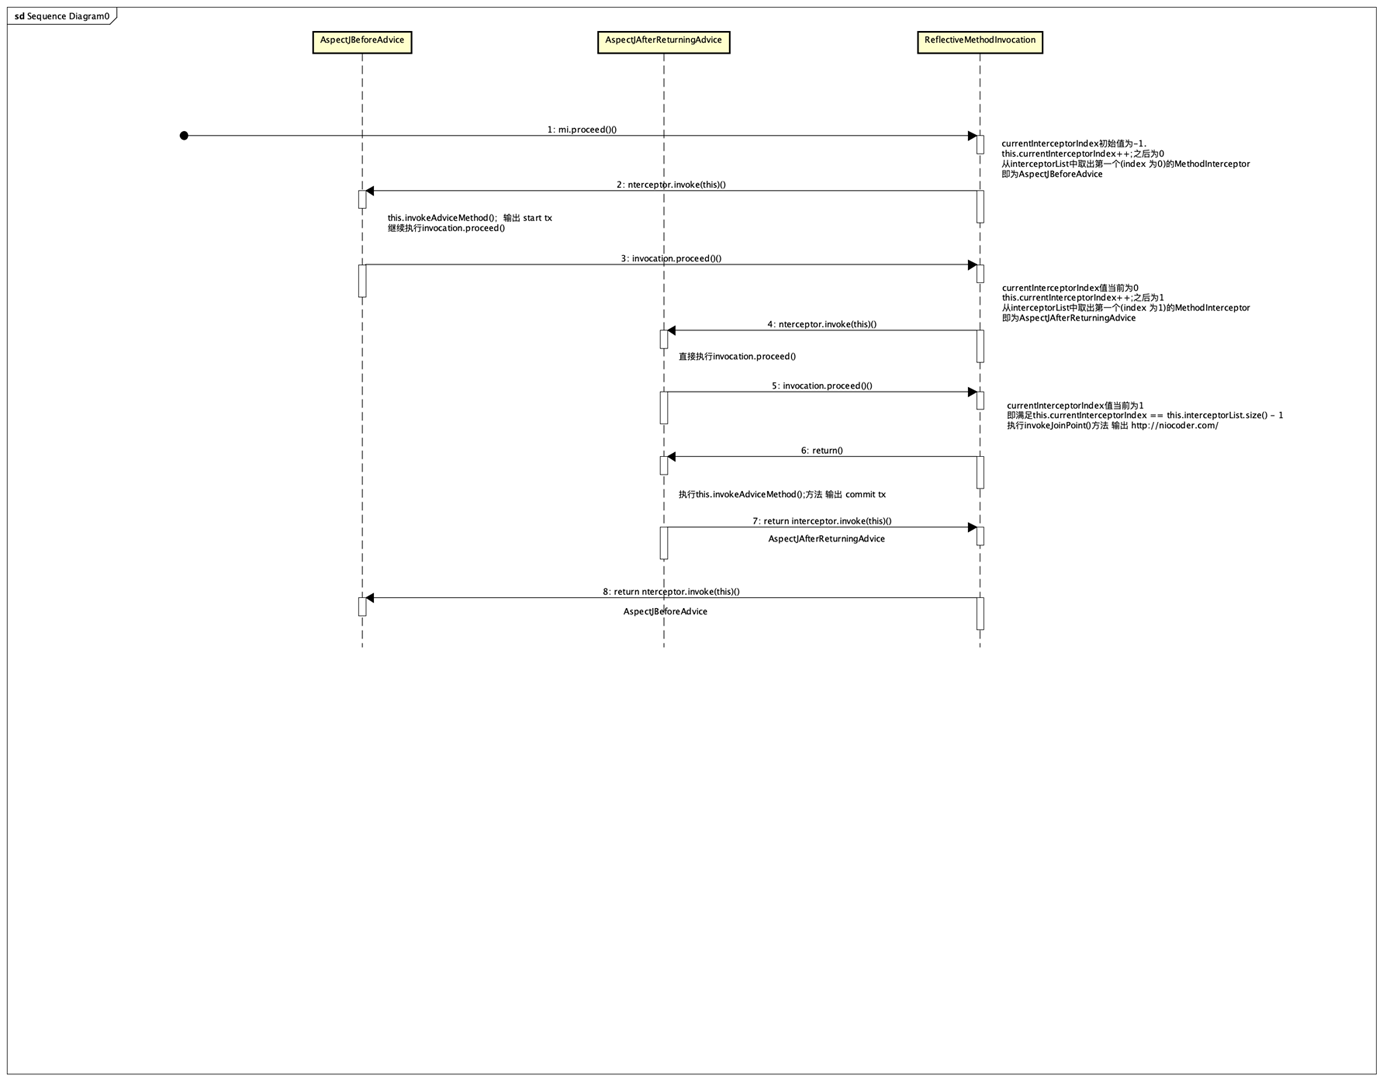 sd Sequence Diagram0
AspectJBeforeAdvice
AspectJAfterReturningAdvice
ReflectiveMethodInvocation
1: mi.proceed()()
currentInterceptorIndex初始值为-1.
this.currentInterceptorIndex++;之后为0
从interceptorList中取出第一个(index 为0)的MethodInterceptor
即为AspectJBeforeAdvice
2: nterceptor.invoke(this)()
this.invokeAdviceMethod(); 输出 start tx
继续执行invocation.proceed()
3: invocation.proceed()()
currentInterceptorIndex值当前为0
this.currentInterceptorIndex++;之后为1
从interceptorList中取出第一个(index 为1)的MethodInterceptor
即为AspectJAfterReturningAdvice
4: nterceptor.invoke(this)()
直接执行invocation.proceed()
5: invocation.proceed()()
currentInterceptorIndex值当前为1
即满足this.currentInterceptorIndex == this.interceptorList.size() - 1
执行invokeJoinPoint()方法 输出 http://niocoder.com/
6: return()
执行this.invokeAdviceMethod();方法 输出 commit tx
7: return interceptor.invoke(this)()
AspectJAfterReturningAdvice
8: return nterceptor.invoke(this)()
AspectJBeforeAdvice